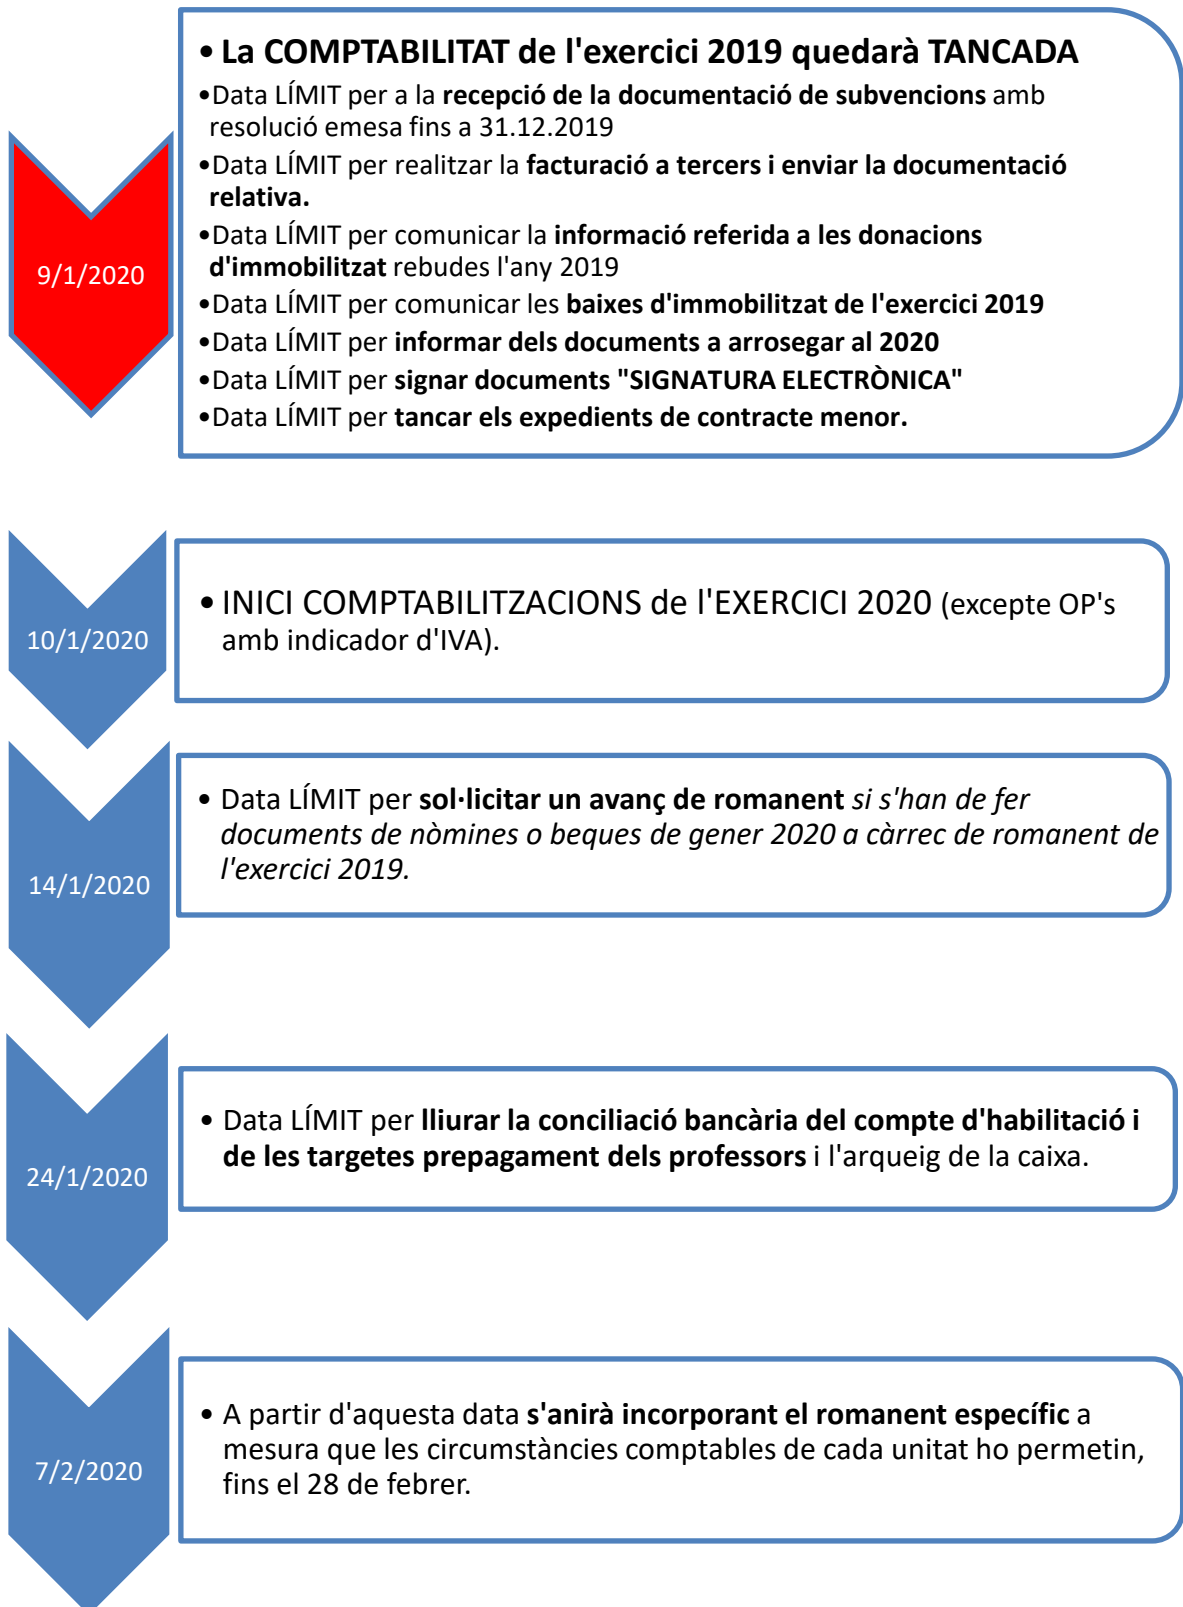 • La COMPTABILITAT de l'exercici 2019 quedarà TANCADA
•Data LÍMIT per a la recepció de la documentació de subvencions amb
resolució emesa fins a 31.12.2019
•Data LÍMIT per realitzar la facturació a tercers i enviar la documentació
relativa.
•Data LÍMIT per comunicar la informació referida a les donacions
d'immobilitzat rebudes l'any 2019
•Data LÍMIT per comunicar les baixes d'immobilitzat de l'exercici 2019
•Data LÍMIT per informar dels documents a arrosegar al 2020
•Data LÍMIT per signar documents "SIGNATURA ELECTRÒNICA"
•Data LÍMIT per tancar els expedients de contracte menor.
9/1/2020
10/1/2020
• INICI COMPTABILITZACIONS de l'EXERCICI 2020 (excepte OP's
amb indicador d'IVA).
14/1/2020
• Data LÍMIT per sol·licitar un avanç de romanent si s'han de fer
documents de nòmines o beques de gener 2020 a càrrec de romanent de
l'exercici 2019.
24/1/2020
• Data LÍMIT per lliurar la conciliació bancària del compte d'habilitació i
de les targetes prepagament dels professors i l'arqueig de la caixa.
7/2/2020
• A partir d'aquesta data s'anirà incorporant el romanent específic a
mesura que les circumstàncies comptables de cada unitat ho permetin,
fins el 28 de febrer.